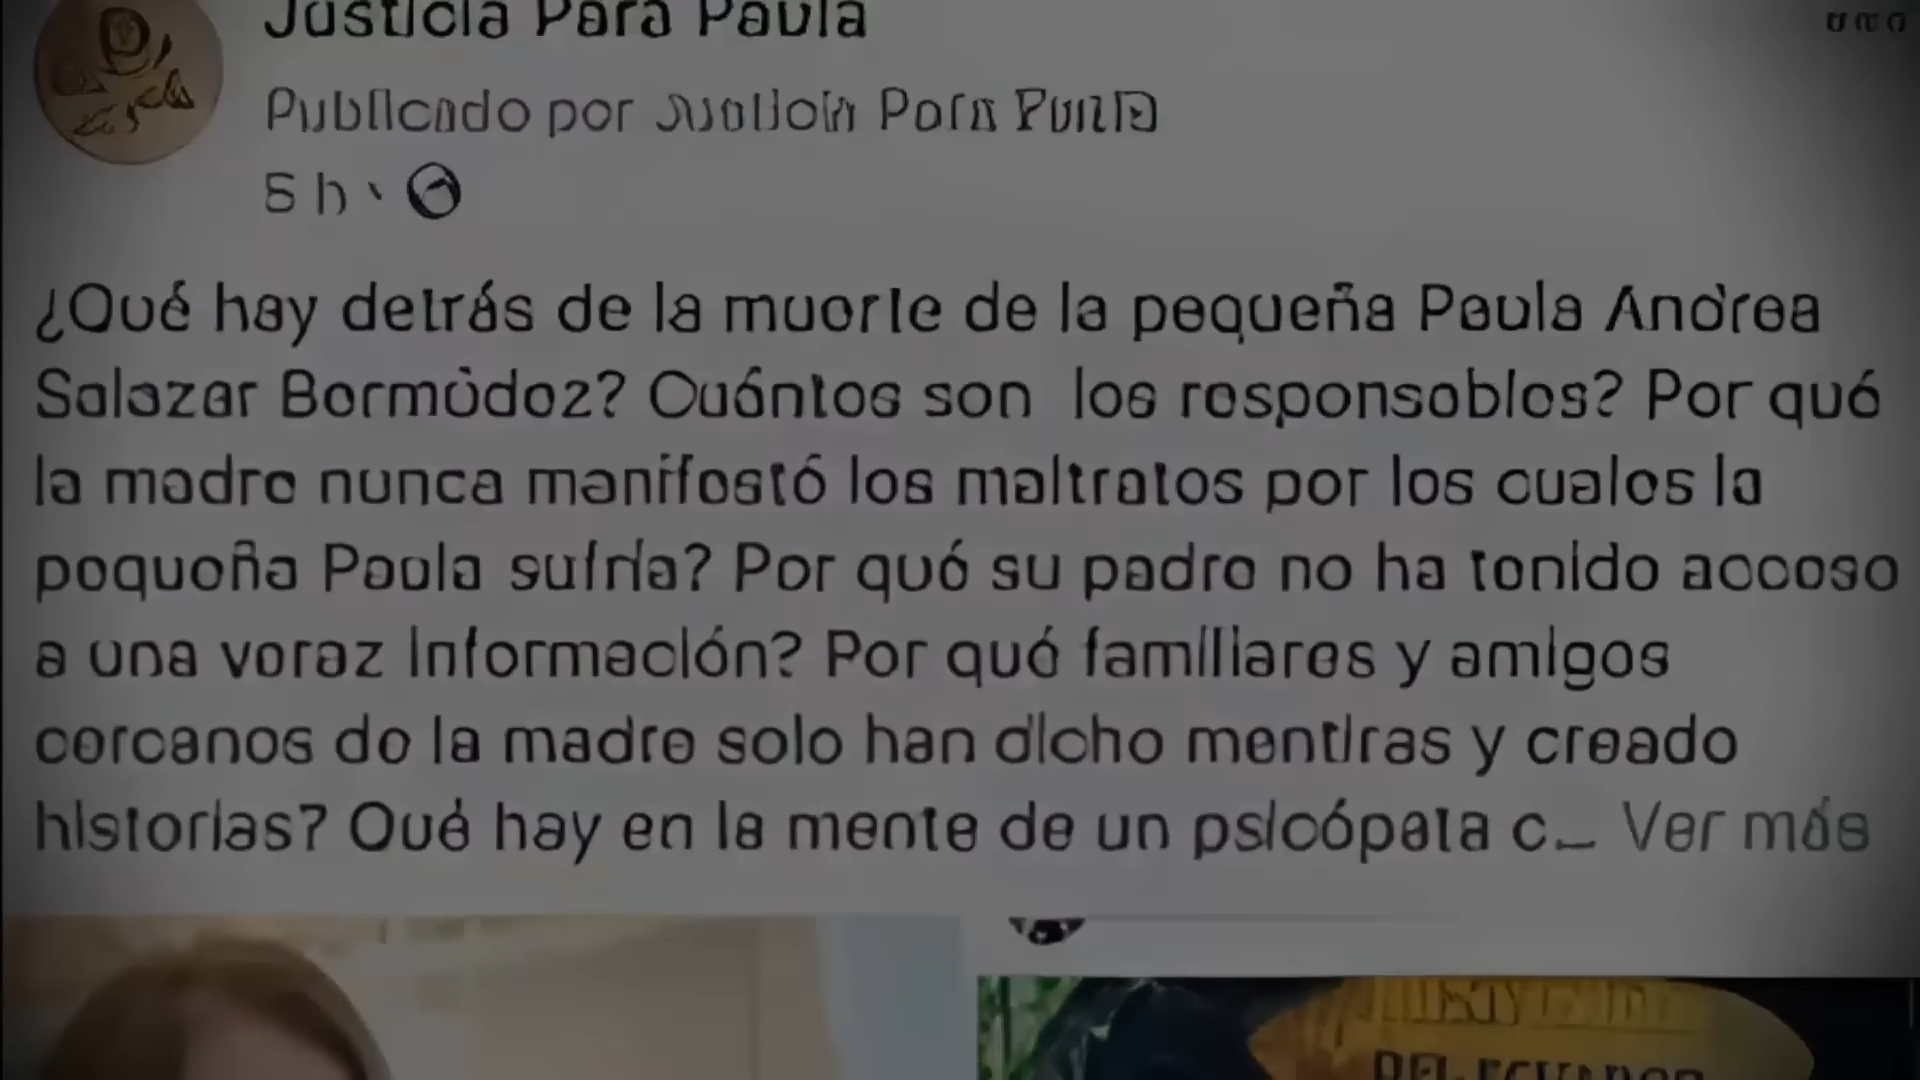 Justicia Para Paula
Publicado por Justicia Para Paula
5 h
¿Qué hay detrás de la muerte de la pequeña Paula Andrea
Salazar Bermúdez? Cuántos son los responsables? Por qué
la madre nunca manifestó los maltratos por los cuales la
pequeña Paula sufría? Por qué su padre no ha tenido acceso
a una voraz información? Por qué familiares y amigos
cercanos de la madre solo han dicho mentiras y creado
historias? Qué hay en la mente de un psicópata c... Ver más
DEL ECUADOR